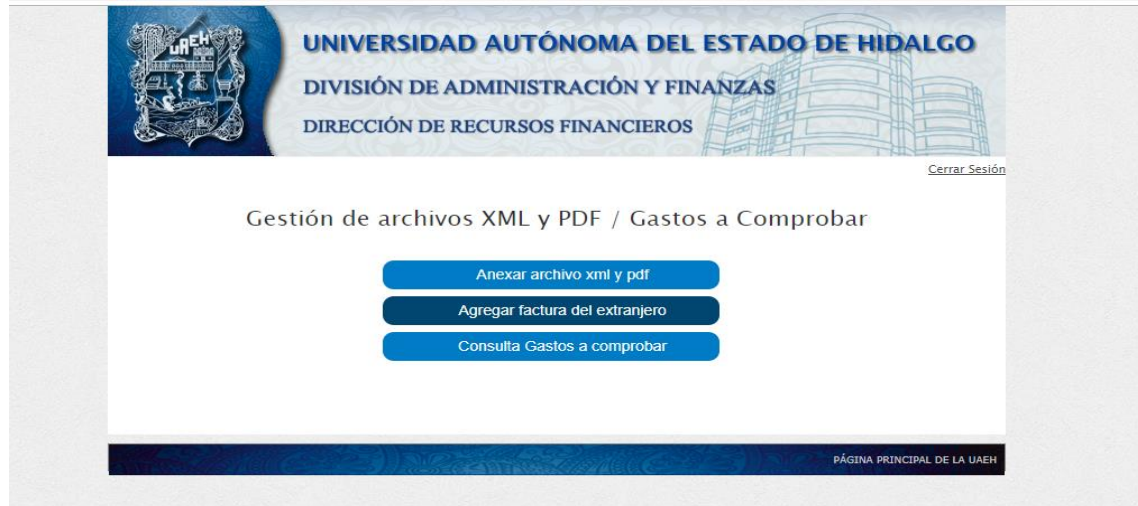 UAEH
UNIVERSIDAD AUTÓNOMA DEL ESTADO DE HIDALGO
DIVISIÓN DE ADMINISTRACIÓN Y FINANZAS
DIRECCIÓN DE RECURSOS FINANCIEROS
Cerrar Sesión
Gestión de archivos XML y PDF / Gastos a Comprobar
Anexar archivo xml y pdf
Agregar factura del extranjero
Consulta Gastos a comprobar
PÁGINA PRINCIPAL DE LA UAEH